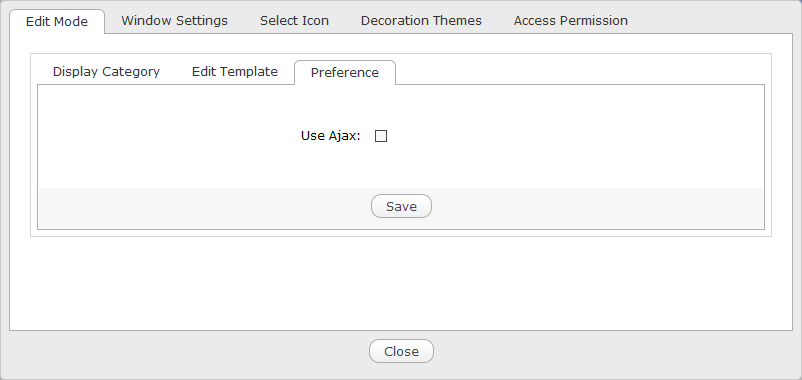 Edit Mode Window Settings Select Icon Decoration Themes Access Permission
Display Category Edit Template Preference
Use Ajax:
Save
Close